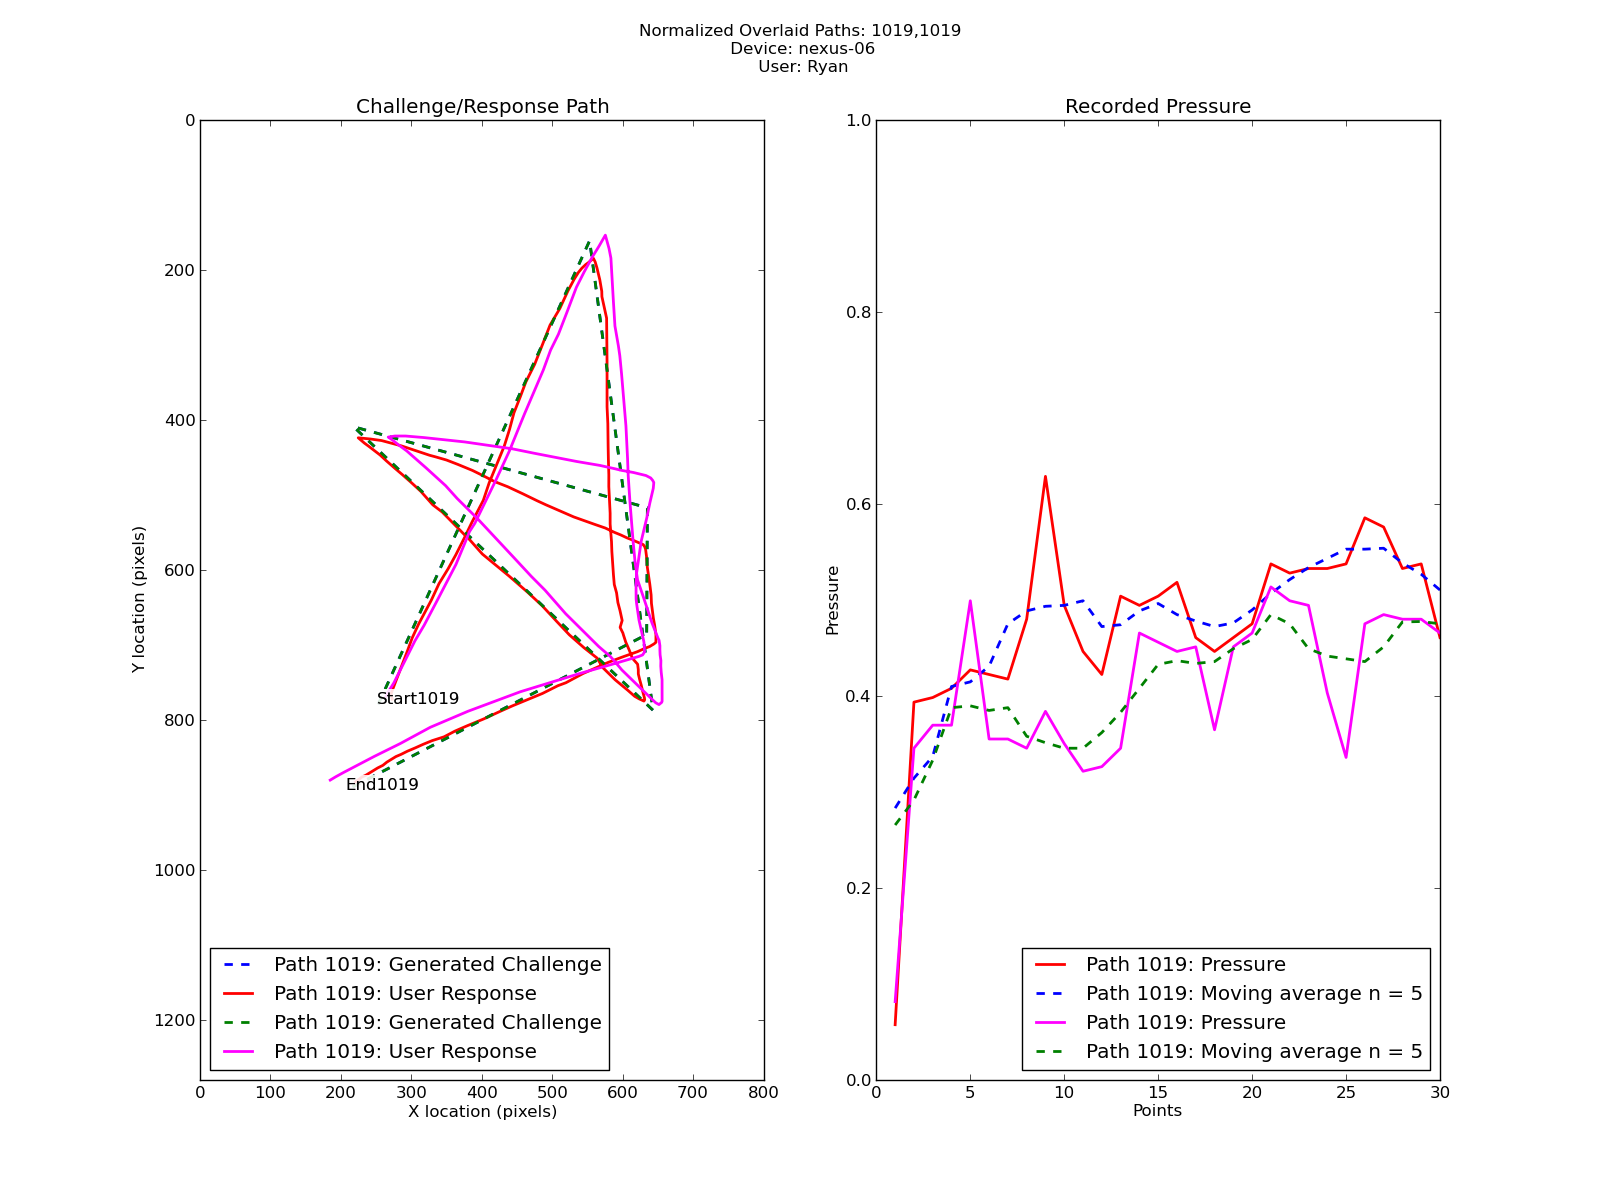 Normalized Overlaid Paths: 1019,1019
Device: nexus-06
User: Ryan
Challenge/Response Path
0
200
400
600
800
1000
1200
Y location (pixels)
Start1019
End1019
Path 1019: Generated Challenge
Path 1019: User Response
Path 1019: Generated Challenge
Path 1019: User Response
0 100 200 300 400 500 600 700 800
X location (pixels)
Recorded Pressure
1.0
0.8
0.6
0.4
0.2
0.0
Pressure
Path 1019: Pressure
Path 1019: Moving average n = 5
Path 1019: Pressure
Path 1019: Moving average n = 5
0 5 10 15 20 25 30
Points